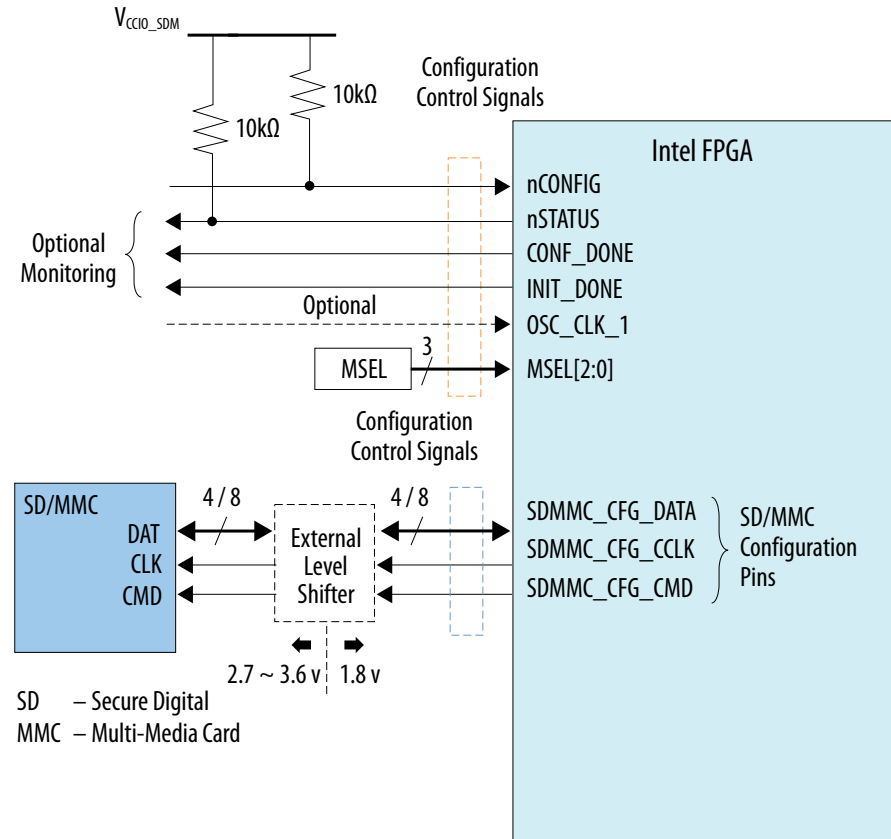 VCCIO_SDM
10kΩ
10kΩ
Configuration
Control Signals
Intel FPGA
nCONFIG
nSTATUS
CONF_DONE
INIT_DONE
OSC_CLK_1
MSEL[2:0]
Optional
Monitoring
Optional
3
MSEL
Configuration
Control Signals
SD/MMC
DAT
CLK
CMD
4 / 8
External
Level
Shifter
4 / 8
SDMMC_CFG_DATA
SDMMC_CFG_CCLK
SDMMC_CFG_CMD
SD/MMC
Configuration
Pins
2.7 ~ 3.6 v 1.8 v
SD – Secure Digital
MMC – Multi-Media Card